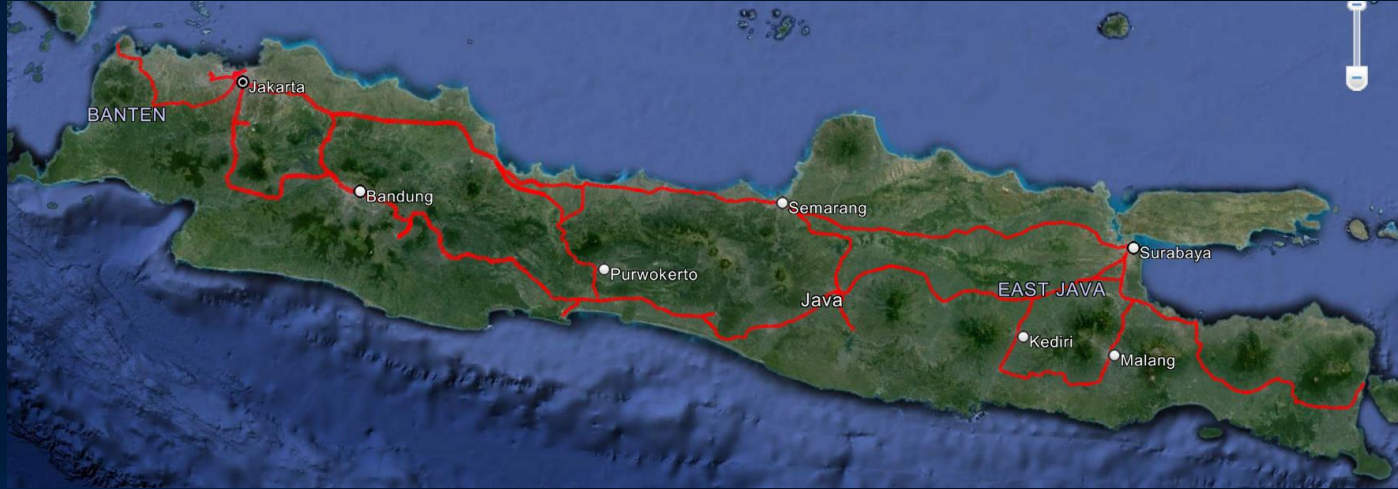 Jakarta
BANTEN
Bandung
Semarang
Surabaya
Purwokerto
EAST JAVA
Java
Kediri
Malang